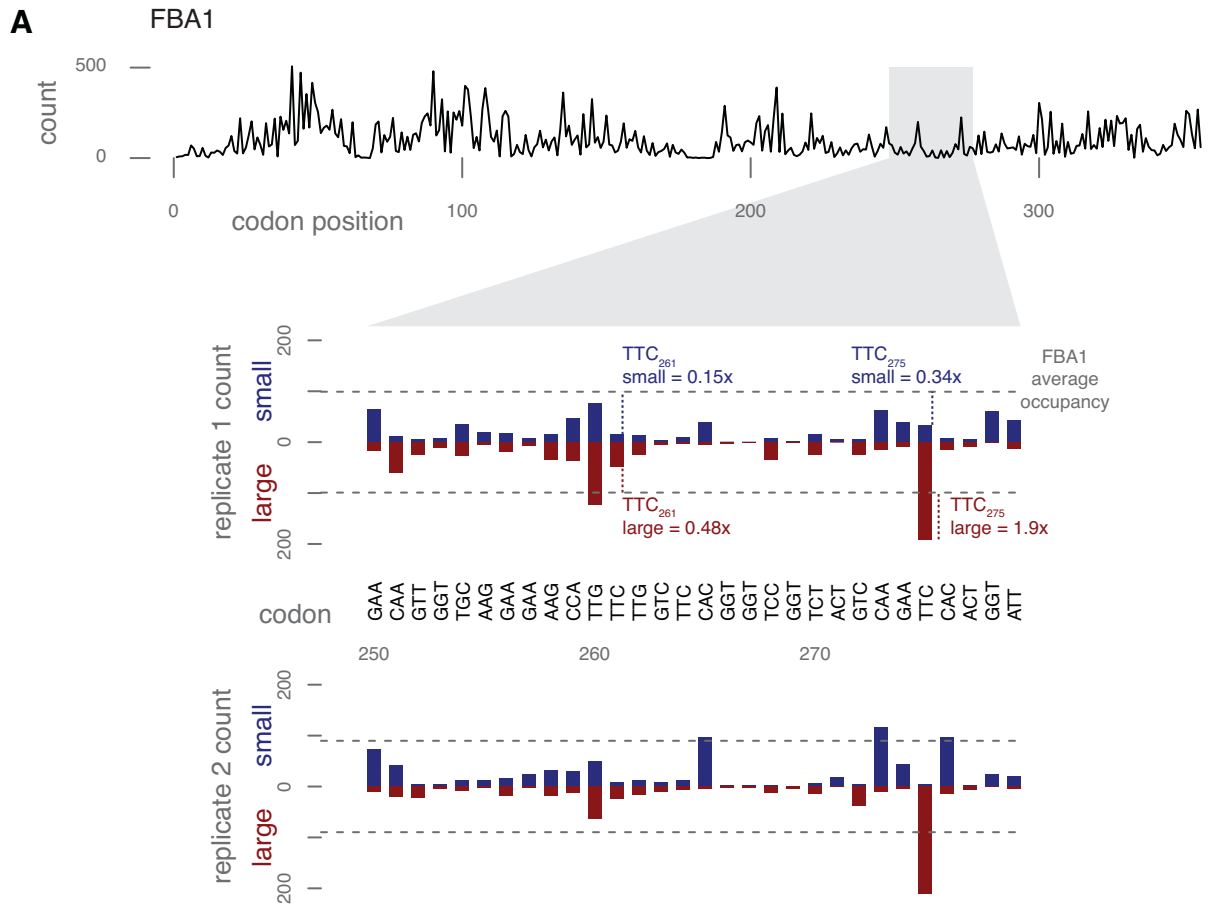 A
FBA1
count
500
0
0
100
200
300
codon position
replicate 1 count
small
large
200
0
200
TTC261
small = 0.15x
TTC275
small = 0.34x
FBA1
average
occupancy
TTC261
large = 0.48x
TTC275
large = 1.9x
codon
GAA CAA GTT GGT TGC AAG GAA GAA AAG CCA TTG TTC TTG GTC TTC CAC GGT GGT TCC GGT TCT ACT GTC CAA GAA TTC CAC ACT GGT ATT
250
260
270
replicate 2 count
small
large
200
0
200